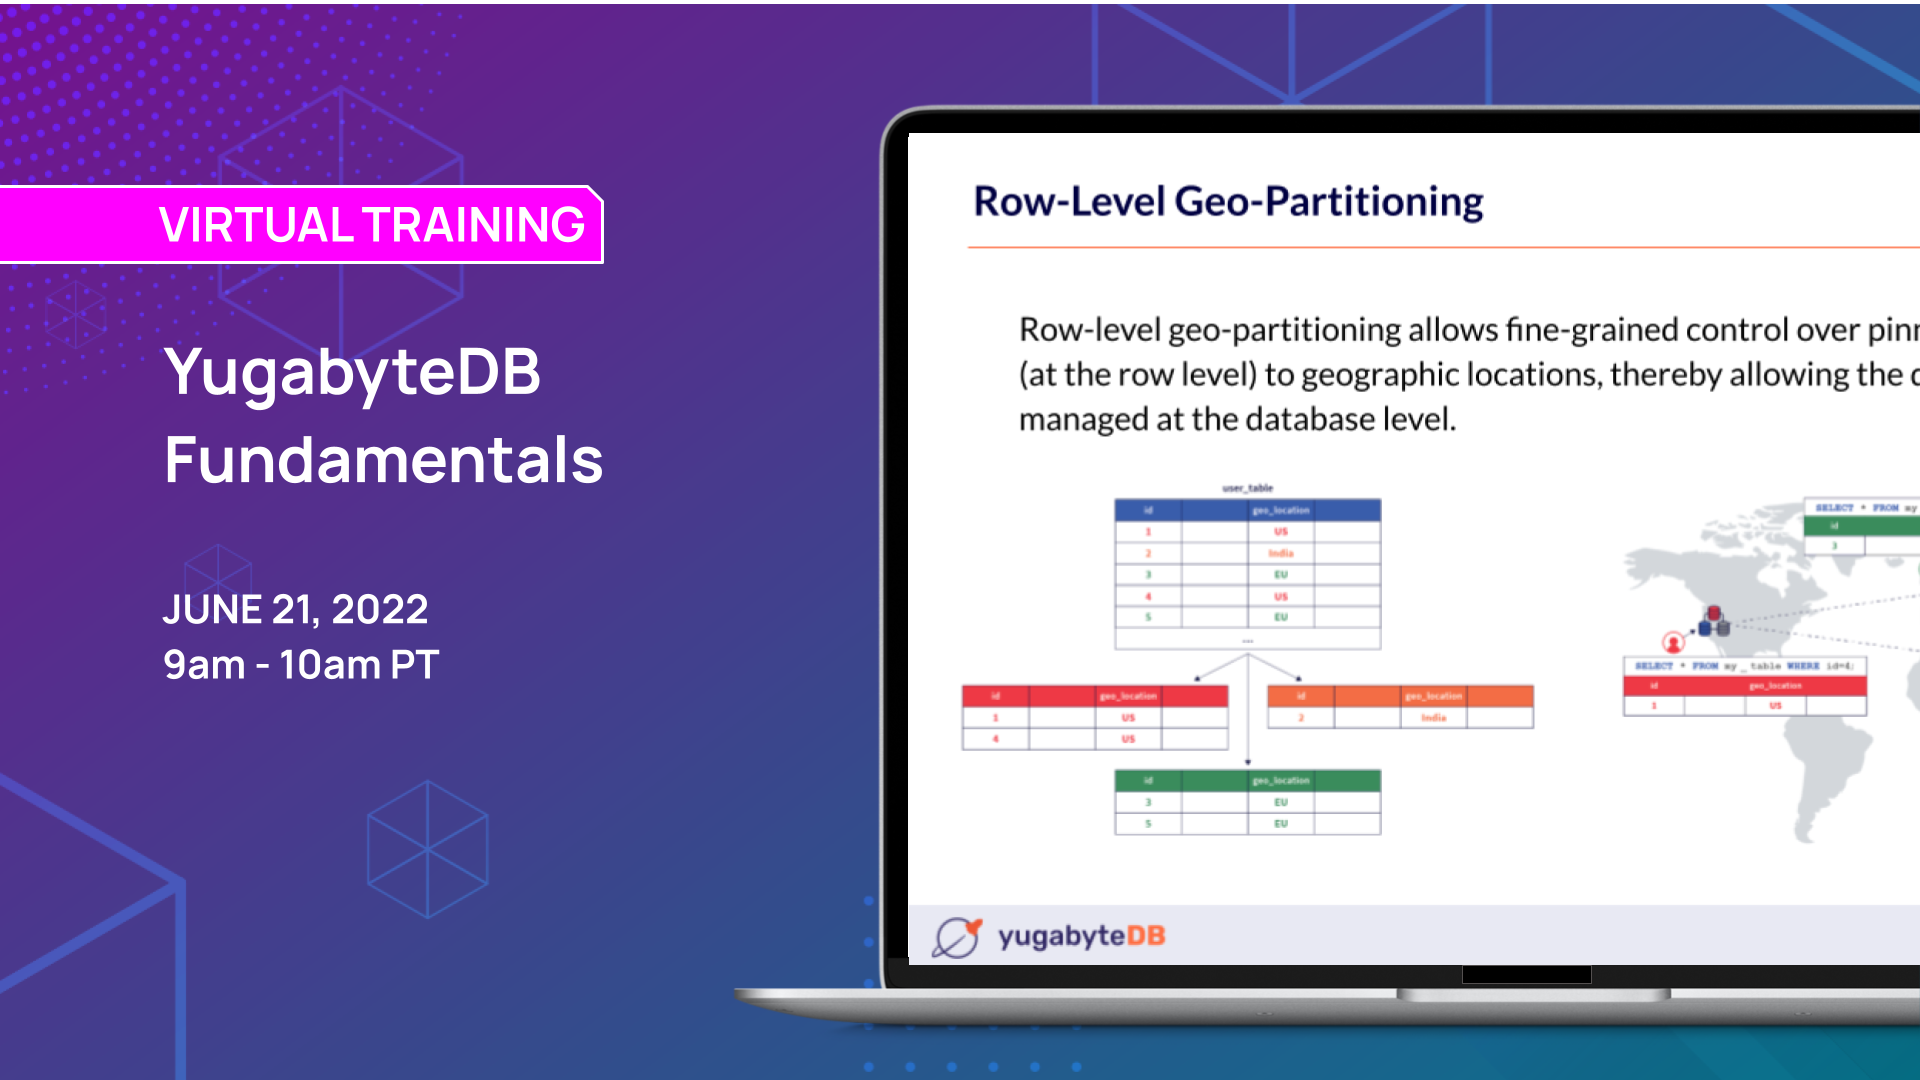 VIRTUAL TRAINING
YugabyteDB
Fundamentals
JUNE 21, 2022
9am - 10am PT
Row-Level Geo-Partitioning
Row-level geo-partitioning allows fine-grained control over
(at the row level) to geographic locations, thereby allowing the
managed at the database level.
user_table
id geo_location
1 US
2 India
3 EU
4 US
5 EU
...
id geo_location
1 US
4 US
id geo_location
2 India
id geo_location
3 EU
5 EU
SELECT * FROM my
id
3
SELECT * FROM my_table WHERE id=4;
id geo_location
1 US
yugabyteDB